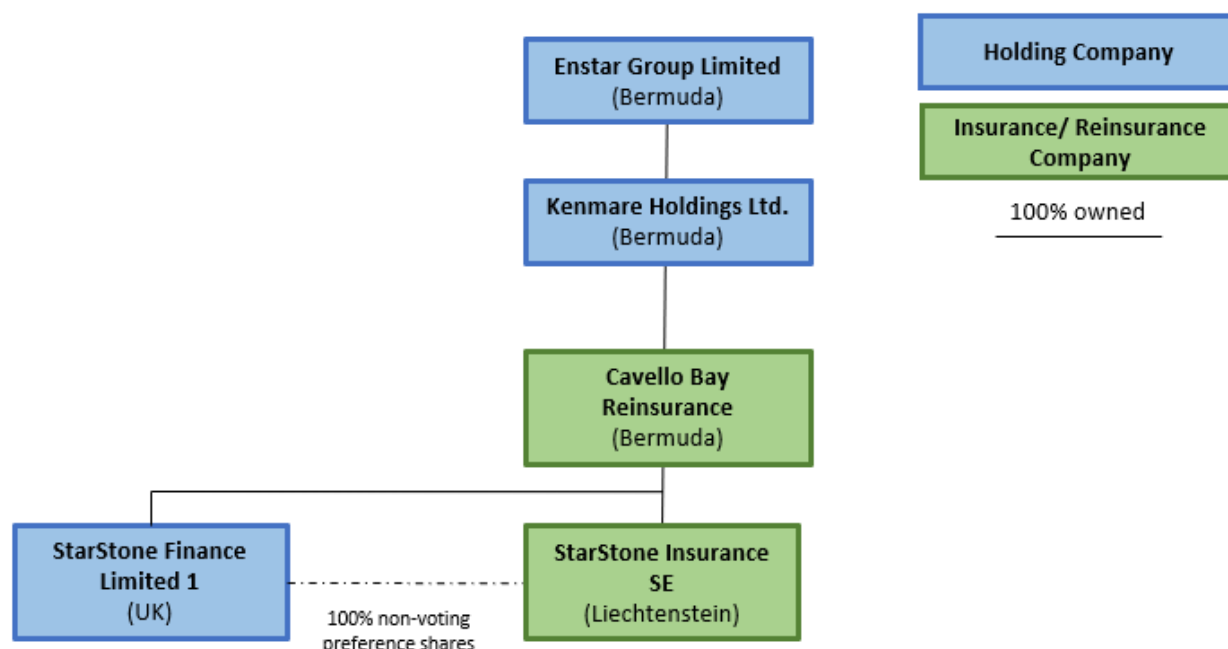 Enstar Group Limited
(Bermuda)
Holding Company
Insurance/ Reinsurance
Company
100% owned
Kenmare Holdings Ltd.
(Bermuda)
Cavello Bay
Reinsurance
(Bermuda)
StarStone Finance
Limited 1
(UK)
100% non-voting
preference shares
StarStone Insurance
SE
(Liechtenstein)